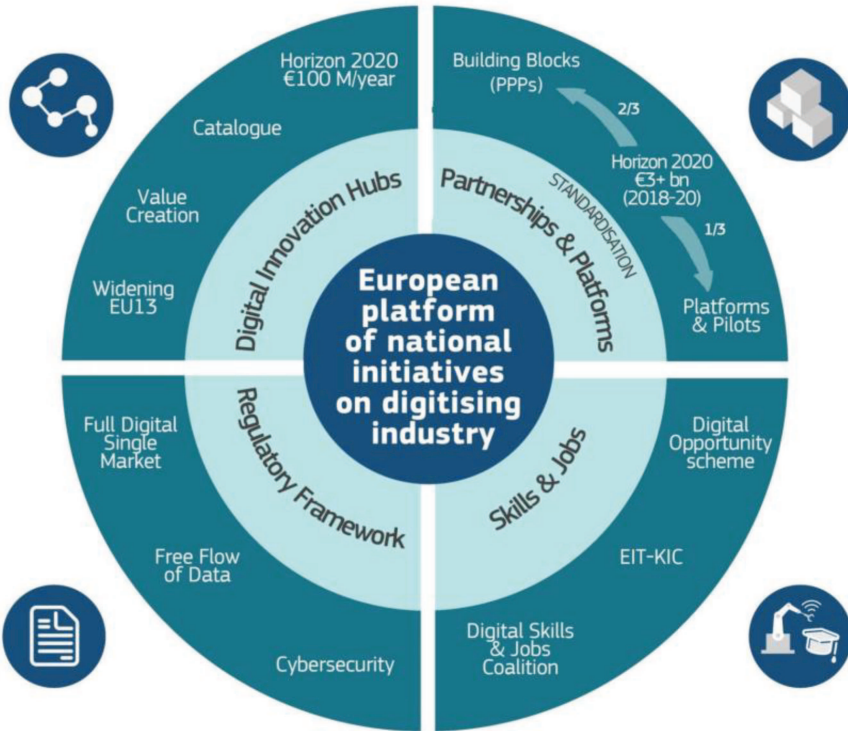 European
platform
of national
initiatives
on digitising
industry
Digital Innovation Hubs
Horizon 2020
€100 M/year
Catalogue
Value
Creation
Widening
EU13
Partnerships & Platforms
STANDARDISATION
Building Blocks
(PPPs)
2/3
Horizon 2020
€3+ bn
(2018-20)
1/3
Platforms
& Pilots
Regulatory Framework
Full Digital
Single
Market
Free Flow
of Data
Cybersecurity
Skills & Jobs
Digital
Opportunity
scheme
EIT-KIC
Digital Skills
& Jobs
Coalition